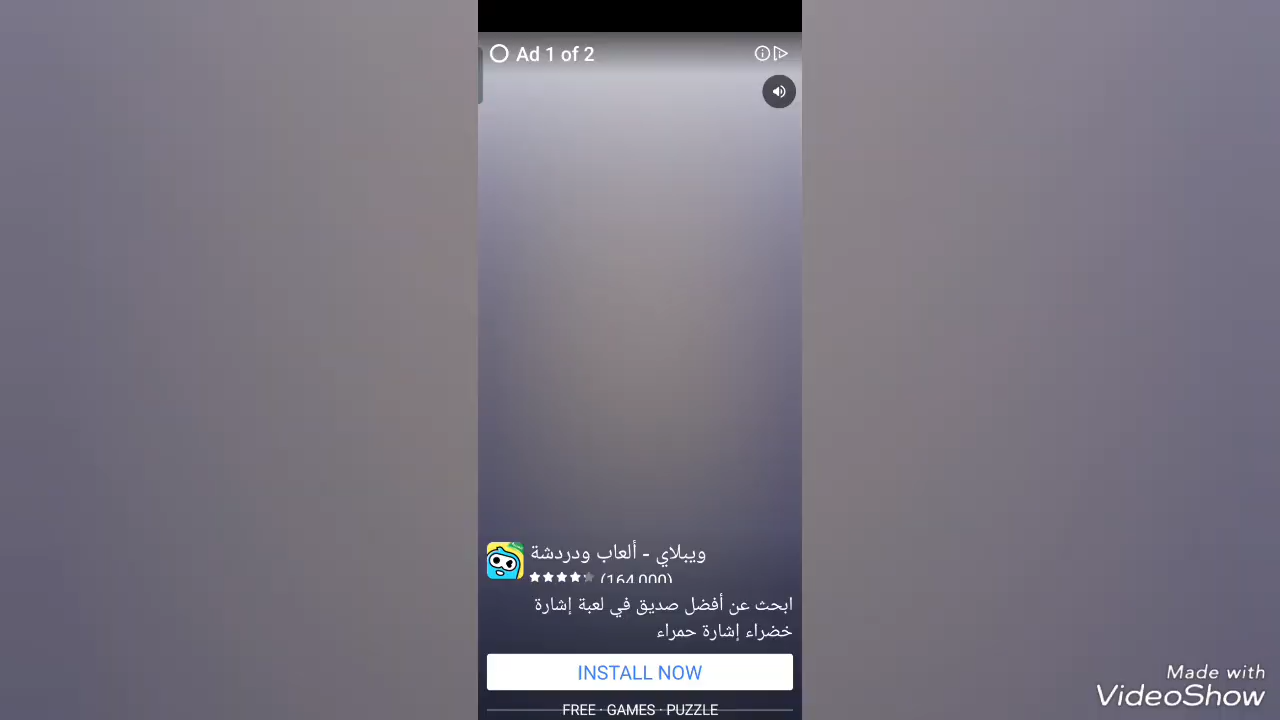 Ad 1 of 2
ويبلاي - ألعاب ودردشة
(164,000)
ابحث عن أفضل صديق في لعبة إشارة
خضراء إشارة حمراء
INSTALL NOW
FREE · GAMES · PUZZLE
Made with
VideoShow